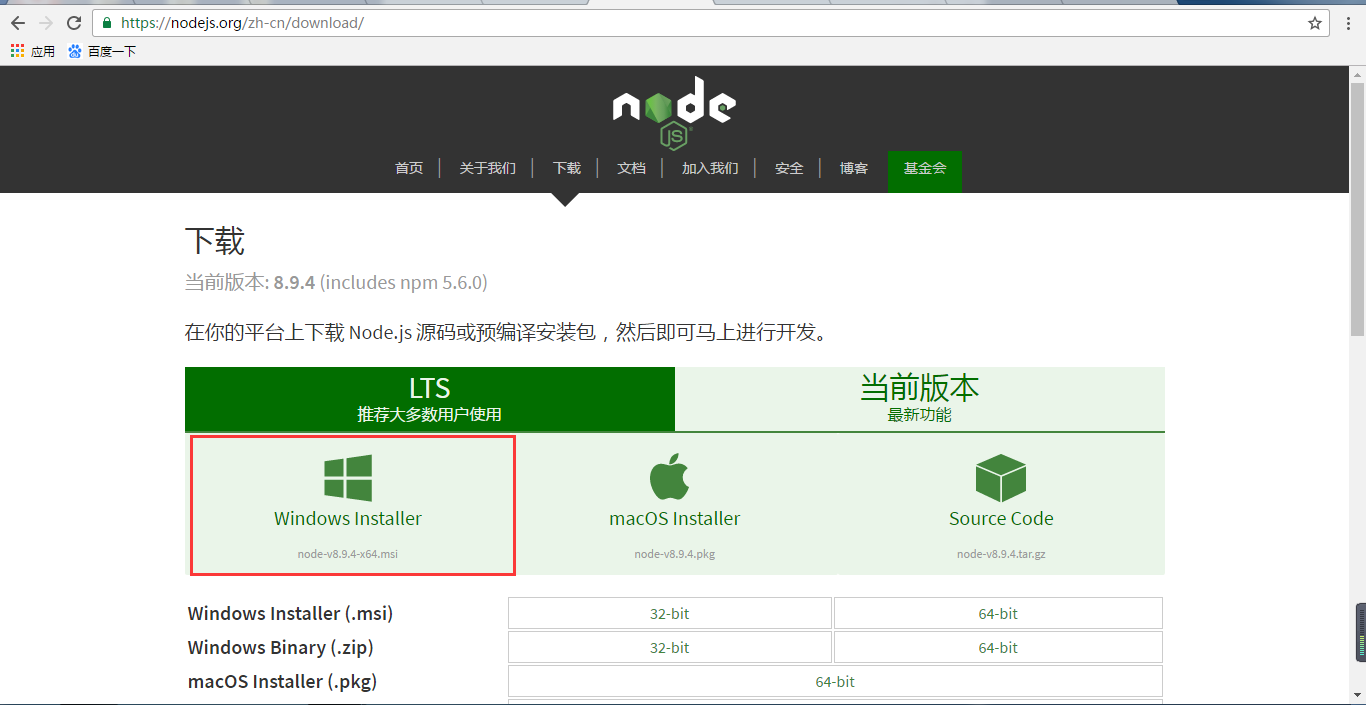 https://nodejs.org/zh-cn/download/
应用 百度一下
node
JS
首页 关于我们 下载 文档 加入我们 安全 博客 基金会
下载
当前版本: 8.9.4 (includes npm 5.6.0)
在你的平台上下载 Node.js 源码或预编译安装包，然后即可马上进行开发。
LTS
推荐大多数用户使用
当前版本
最新功能
Windows Installer
node-v8.9.4-x64.msi
macOS Installer
node-v8.9.4.pkg
Source Code
node-v8.9.4.tar.gz
Windows Installer (.msi) 32-bit 64-bit
Windows Binary (.zip) 32-bit 64-bit
macOS Installer (.pkg) 64-bit